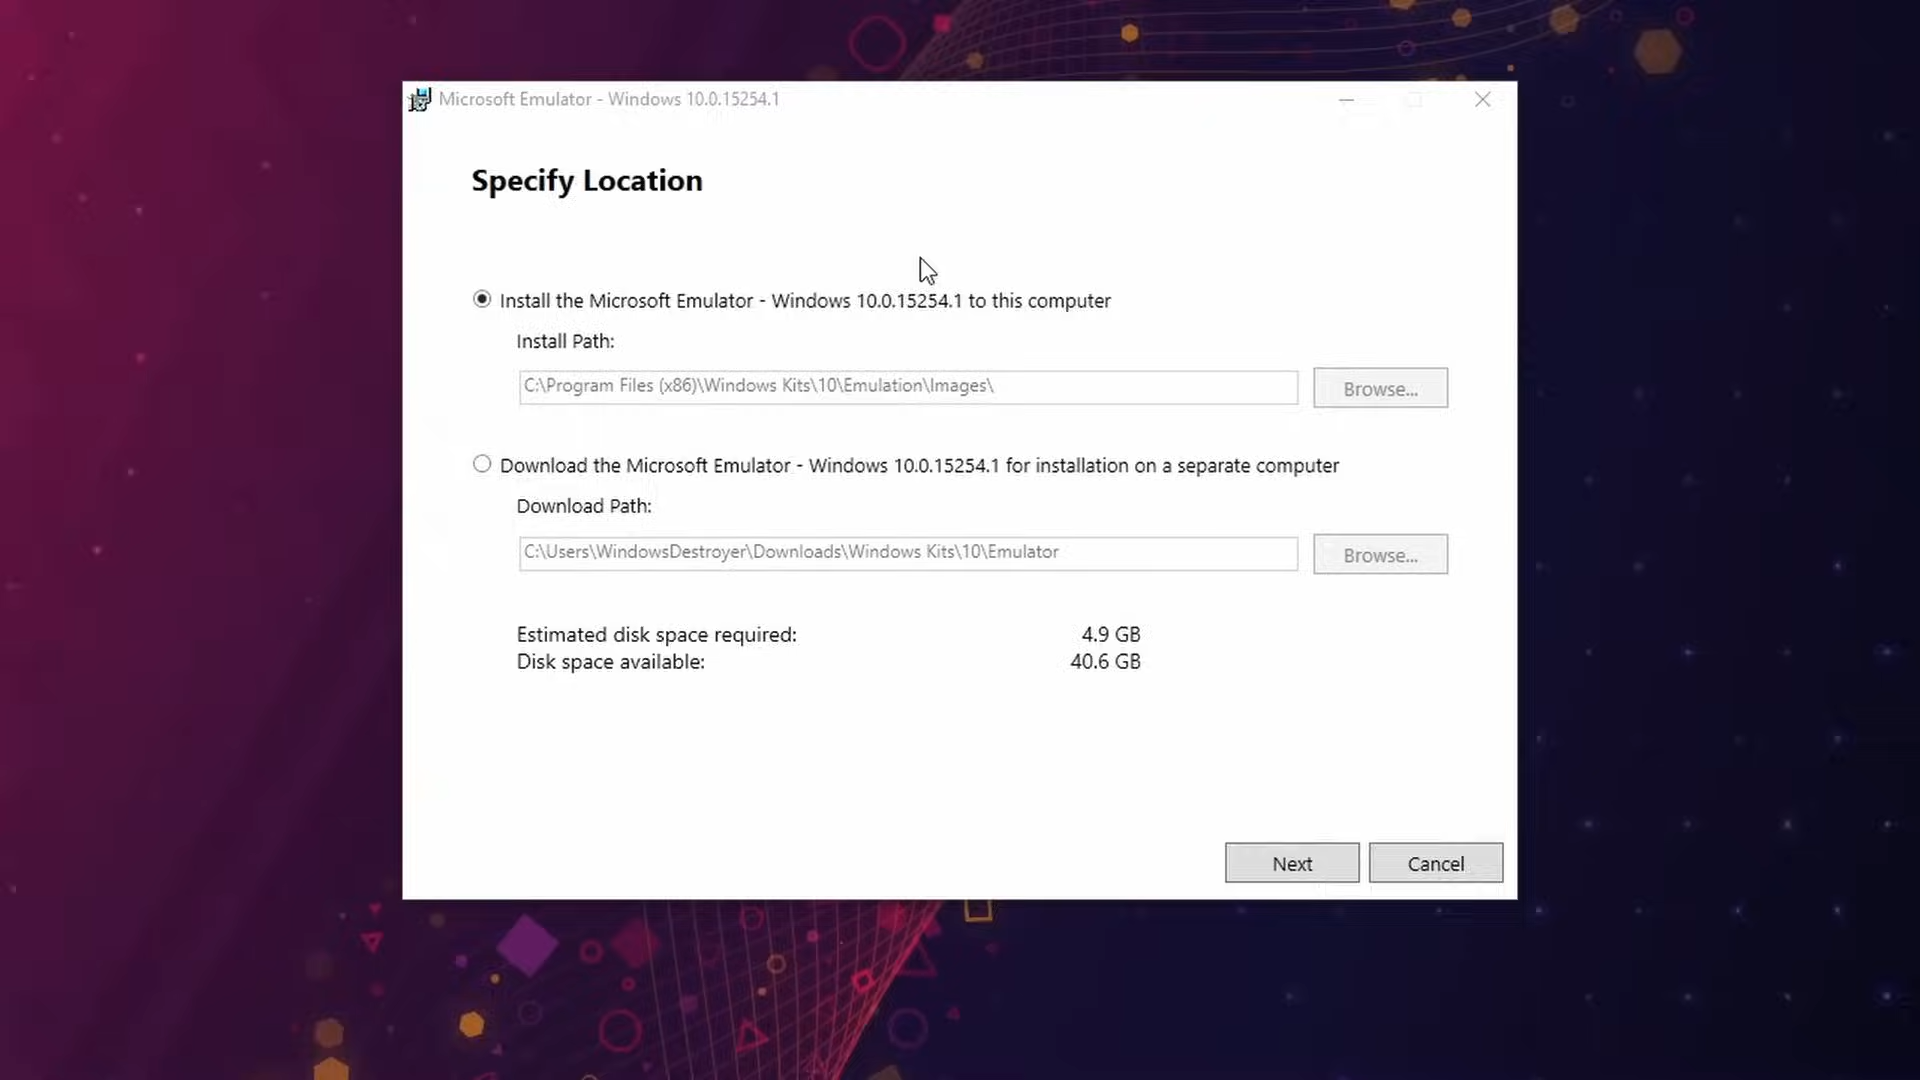 Microsoft Emulator - Windows 10.0.15254.1
Specify Location
Install the Microsoft Emulator - Windows 10.0.15254.1 to this computer
Install Path:
C:\Program Files (x86)\Windows Kits\10\Emulation\Images\
Browse...
Download the Microsoft Emulator - Windows 10.0.15254.1 for installation on a separate computer
Download Path:
C:\Users\WindowsDestroyer\Downloads\Windows Kits\10\Emulator
Browse...
Estimated disk space required: 4.9 GB
Disk space available: 40.6 GB
Next
Cancel